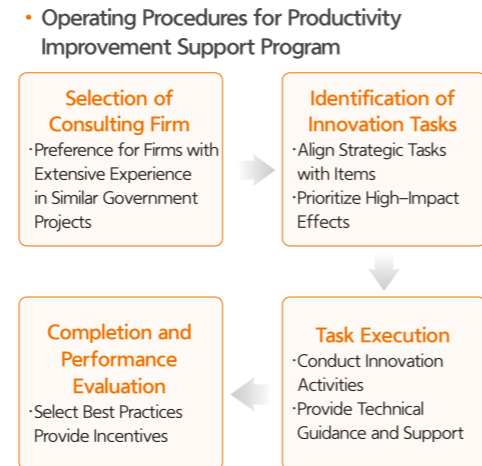 • Operating Procedures for Productivity
Improvement Support Program
Selection of
Consulting Firm
·Preference for Firms with
Extensive Experience
in Similar Government
Projects
Identification of
Innovation Tasks
·Align Strategic Tasks
with Items
·Prioritize High–Impact
Effects
Task Execution
·Conduct Innovation
Activities
·Provide Technical
Guidance and Support
Completion and
Performance
Evaluation
·Select Best Practices
Provide Incentives